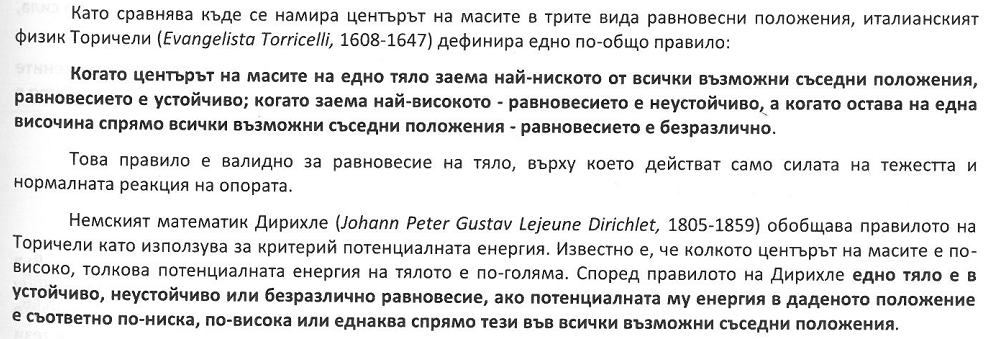 Като сравнява къде се намира центърът на масите в трите вида равновесни положения, италианският
физик Торичели (Evangelista Torricelli, 1608-1647) дефинира едно по-общо правило:
Когато центърът на масите на едно тяло заема най-ниското от всички възможни съседни положения,
равновесието е устойчиво; когато заема най-високото - равновесието е неустойчиво, а когато остава на една
височина спрямо всички възможни съседни положения - равновесието е безразлично.
Това правило е валидно за равновесие на тяло, върху което действат само силата на тежестта и
нормалната реакция на опората.
Немският математик Дирихле (Johann Peter Gustav Lejeune Dirichlet, 1805-1859) обобщава правилото на
Торичели като използува за критерий потенциалната енергия. Известно е, че колкото центърът на масите е по-
високо, толкова потенциалната енергия на тялото е по-голяма. Според правилото на Дирихле едно тяло е в
устойчиво, неустойчиво или безразлично равновесие, ако потенциалната му енергия в даденото положение
е съответно по-ниска, по-висока или еднаква спрямо тези във всички възможни съседни положения.